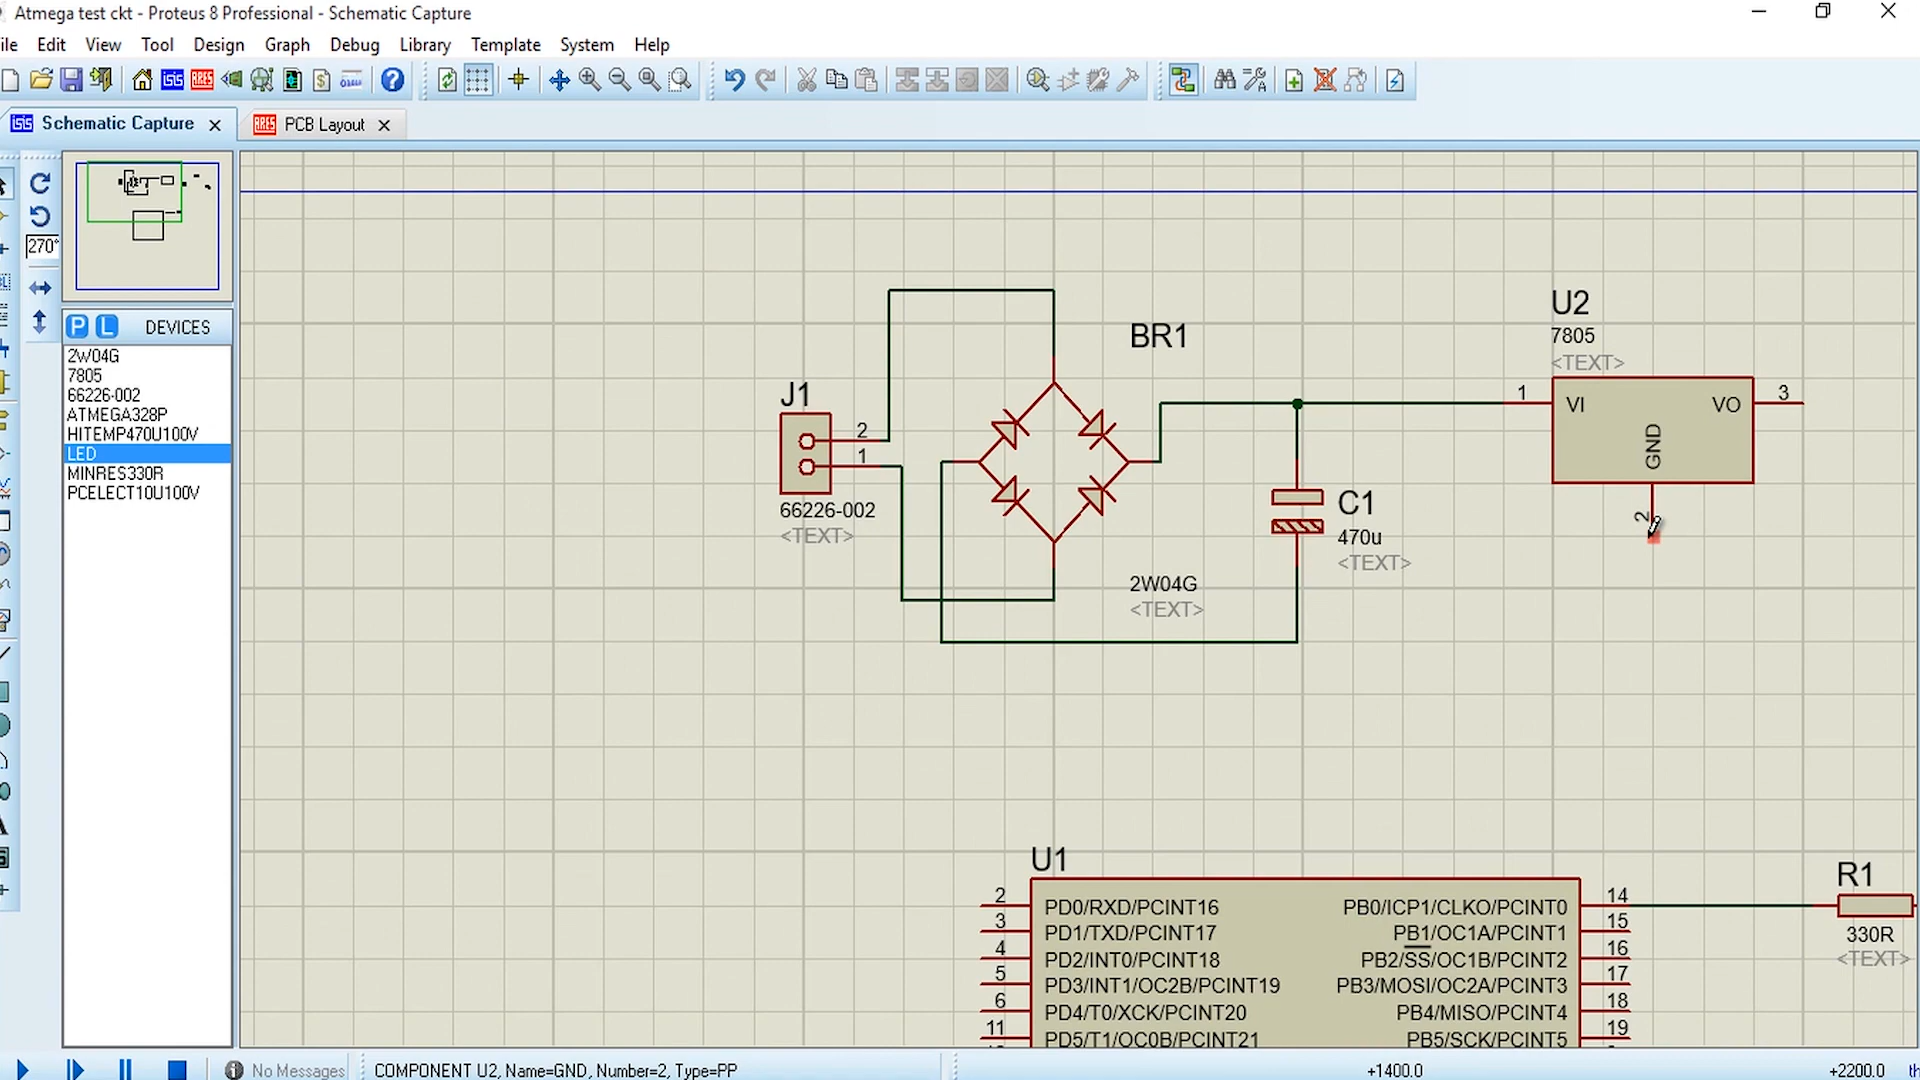 Atmega test ckt - Proteus 8 Professional - Schematic Capture
ile Edit View Tool Design Graph Debug Library Template System Help
isis ARES $ ?
isis Schematic Capture
ARES PCB Layout
270°
P L DEVICES
2W04G
7805
66226-002
ATMEGA328P
HITEMP470U100V
LED
MINRES330R
PCELECT10U100V
J1
2
1
66226-002
<TEXT>
BR1
2W04G
<TEXT>
C1
470u
<TEXT>
U2
7805
<TEXT>
1 VI VO 3
GND
2
U1
2 PD0/RXD/PCINT16 PB0/ICP1/CLKO/PCINT0 14
3 PD1/TXD/PCINT17 PB1/OC1A/PCINT1 15
4 PD2/INT0/PCINT18 PB2/SS/OC1B/PCINT2 16
5 PD3/INT1/OC2B/PCINT19 PB3/MOSI/OC2A/PCINT3 17
6 PD4/T0/XCK/PCINT20 PB4/MISO/PCINT4 18
11 PD5/T1/OC0B/PCINT21 PB5/SCK/PCINT5 19
R1
330R
<TEXT>
No Messages COMPONENT U2, Name=GND, Number=2, Type=PP +1400.0 +2200.0 th